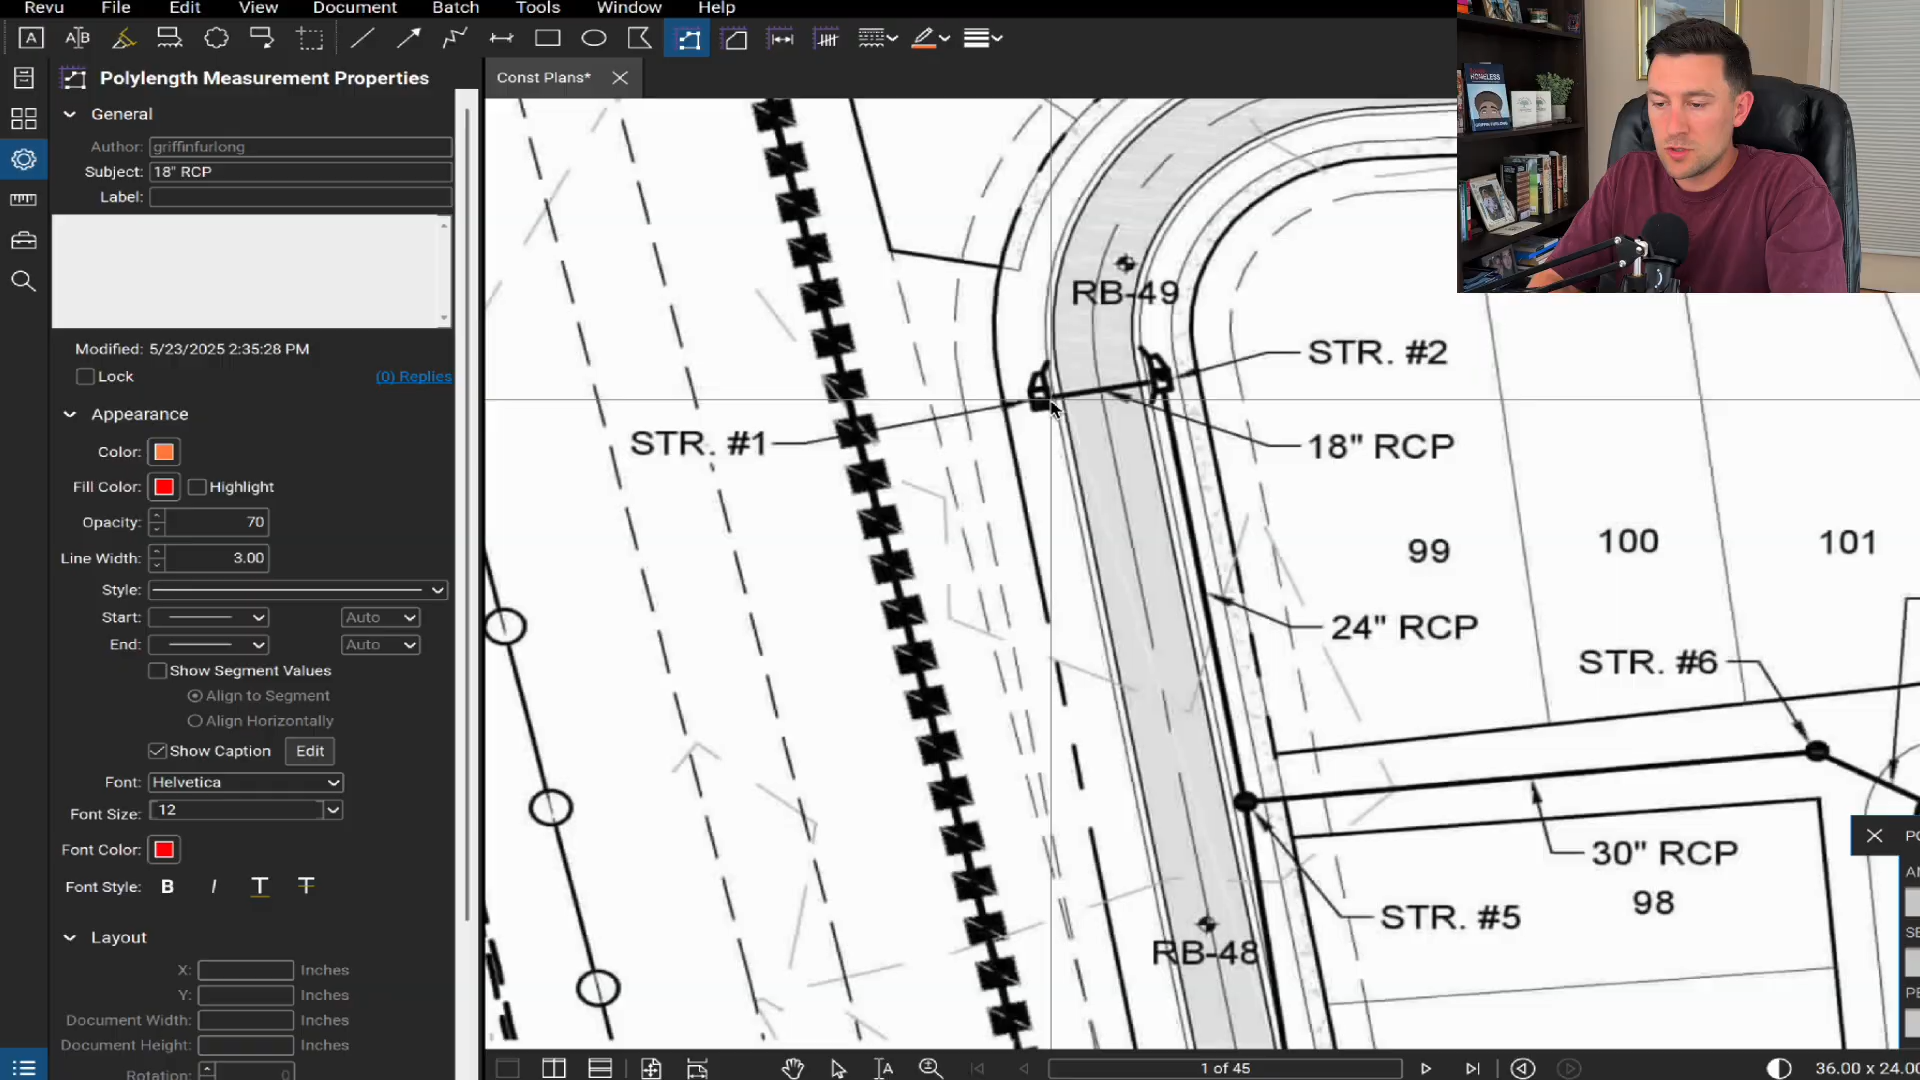 Revu File Edit View Document Batch Tools Window Help
Polylength Measurement Properties
Const Plans*
General
Author: griffinfurlong
Subject: 18" RCP
Label:
Modified: 5/23/2025 2:35:28 PM
Lock
(0) Replies
Appearance
Color:
Fill Color: Highlight
Opacity: 70
Line Width: 3.00
Style:
Start: Auto
End: Auto
Show Segment Values
Align to Segment
Align Horizontally
Show Caption Edit
Font: Helvetica
Font Size: 12
Font Color:
Font Style: B I T T
Layout
X: Inches
Y: Inches
Document Width: Inches
Document Height: Inches
Rotation: 0
RB-49
STR. #2
STR. #1
18" RCP
99
100
101
24" RCP
STR. #6
30" RCP
98
STR. #5
RB-48
HOMELESS
1 of 45
36.00 x 24.00